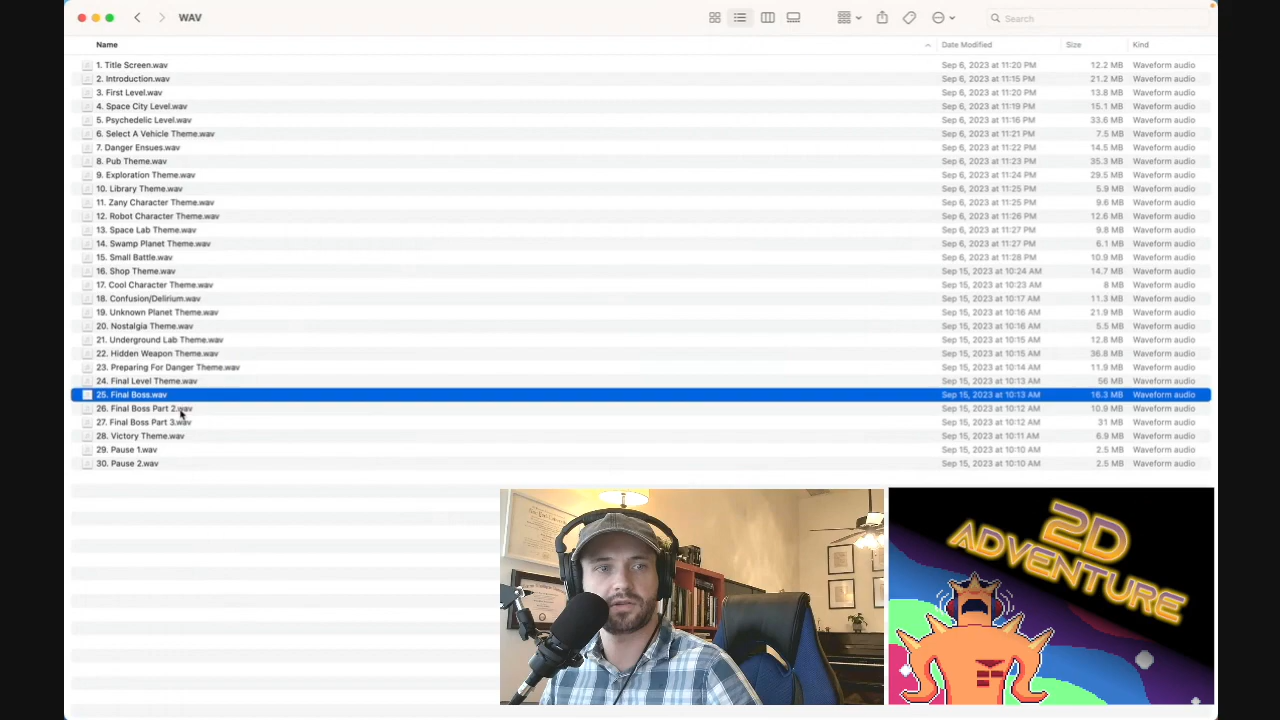 WAV
Search
Name Date Modified Size Kind
1. Title Screen.wav Sep 6, 2023 at 11:20 PM 12.2 MB Waveform audio
2. Introduction.wav Sep 6, 2023 at 11:15 PM 21.2 MB Waveform audio
3. First Level.wav Sep 6, 2023 at 11:20 PM 13.8 MB Waveform audio
4. Space City Level.wav Sep 6, 2023 at 11:19 PM 15.1 MB Waveform audio
5. Psychedelic Level.wav Sep 6, 2023 at 11:16 PM 33.6 MB Waveform audio
6. Select A Vehicle Theme.wav Sep 6, 2023 at 11:21 PM 7.5 MB Waveform audio
7. Danger Ensues.wav Sep 6, 2023 at 11:22 PM 14.5 MB Waveform audio
8. Pub Theme.wav Sep 6, 2023 at 11:23 PM 35.3 MB Waveform audio
9. Exploration Theme.wav Sep 6, 2023 at 11:24 PM 29.5 MB Waveform audio
10. Library Theme.wav Sep 6, 2023 at 11:25 PM 5.9 MB Waveform audio
11. Zany Character Theme.wav Sep 6, 2023 at 11:25 PM 9.6 MB Waveform audio
12. Robot Character Theme.wav Sep 6, 2023 at 11:26 PM 12.6 MB Waveform audio
13. Space Lab Theme.wav Sep 6, 2023 at 11:27 PM 9.8 MB Waveform audio
14. Swamp Planet Theme.wav Sep 6, 2023 at 11:27 PM 6.1 MB Waveform audio
15. Small Battle.wav Sep 6, 2023 at 11:28 PM 10.9 MB Waveform audio
16. Shop Theme.wav Sep 15, 2023 at 10:24 AM 14.7 MB Waveform audio
17. Cool Character Theme.wav Sep 15, 2023 at 10:23 AM 8 MB Waveform audio
18. Confusion/Delirium.wav Sep 15, 2023 at 10:17 AM 11.3 MB Waveform audio
19. Unknown Planet Theme.wav Sep 15, 2023 at 10:16 AM 21.9 MB Waveform audio
20. Nostalgia Theme.wav Sep 15, 2023 at 10:16 AM 5.5 MB Waveform audio
21. Underground Lab Theme.wav Sep 15, 2023 at 10:15 AM 12.8 MB Waveform audio
22. Hidden Weapon Theme.wav Sep 15, 2023 at 10:15 AM 36.8 MB Waveform audio
23. Preparing For Danger Theme.wav Sep 15, 2023 at 10:14 AM 11.9 MB Waveform audio
24. Final Level Theme.wav Sep 15, 2023 at 10:13 AM 56 MB Waveform audio
25. Final Boss.wav Sep 15, 2023 at 10:13 AM 16.3 MB Waveform audio
26. Final Boss Part 2.wav Sep 15, 2023 at 10:12 AM 10.9 MB Waveform audio
27. Final Boss Part 3.wav Sep 15, 2023 at 10:12 AM 31 MB Waveform audio
28. Victory Theme.wav Sep 15, 2023 at 10:11 AM 6.9 MB Waveform audio
29. Pause 1.wav Sep 15, 2023 at 10:10 AM 2.5 MB Waveform audio
30. Pause 2.wav Sep 15, 2023 at 10:10 AM 2.5 MB Waveform audio
2D
ADVENTURE